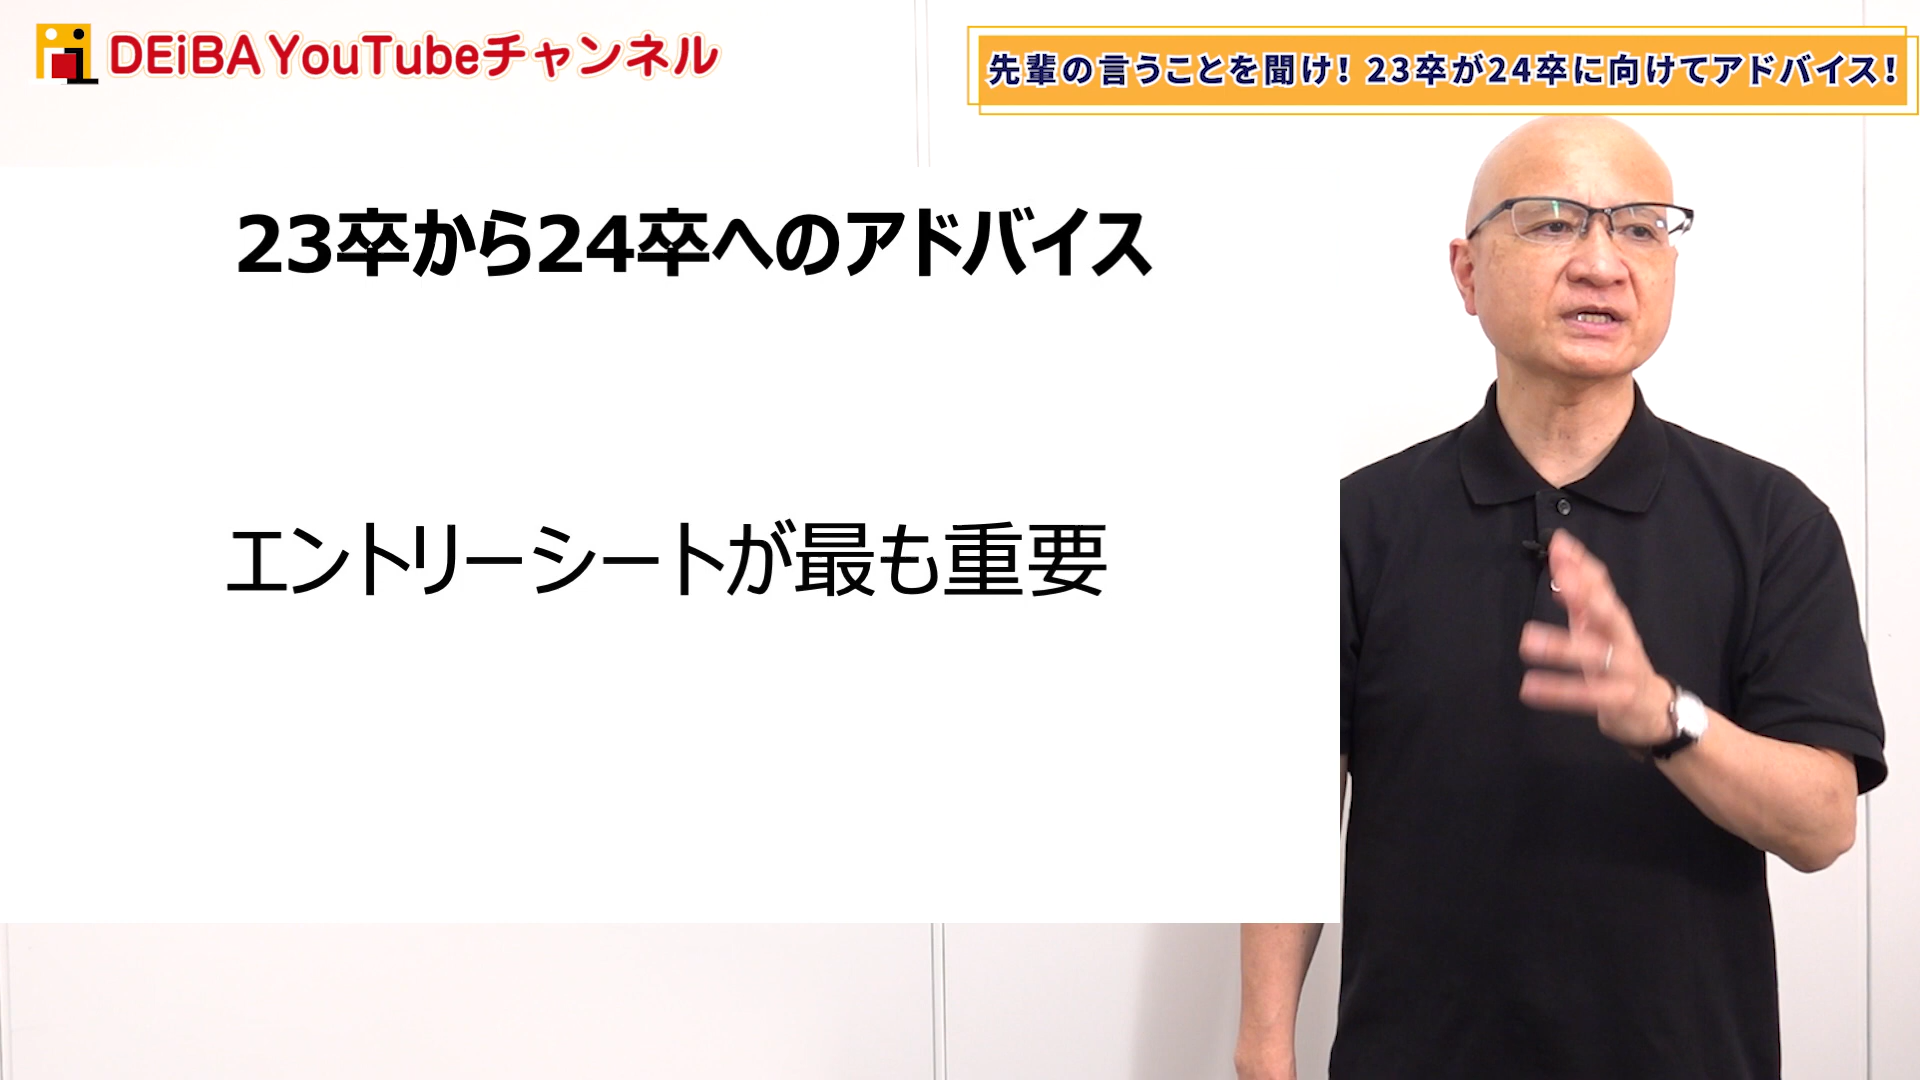 DEiBA YouTubeチャンネル
先輩の言うことを聞け！23卒が24卒に向けてアドバイス！
23卒から24卒へのアドバイス
エントリーシートが最も重要